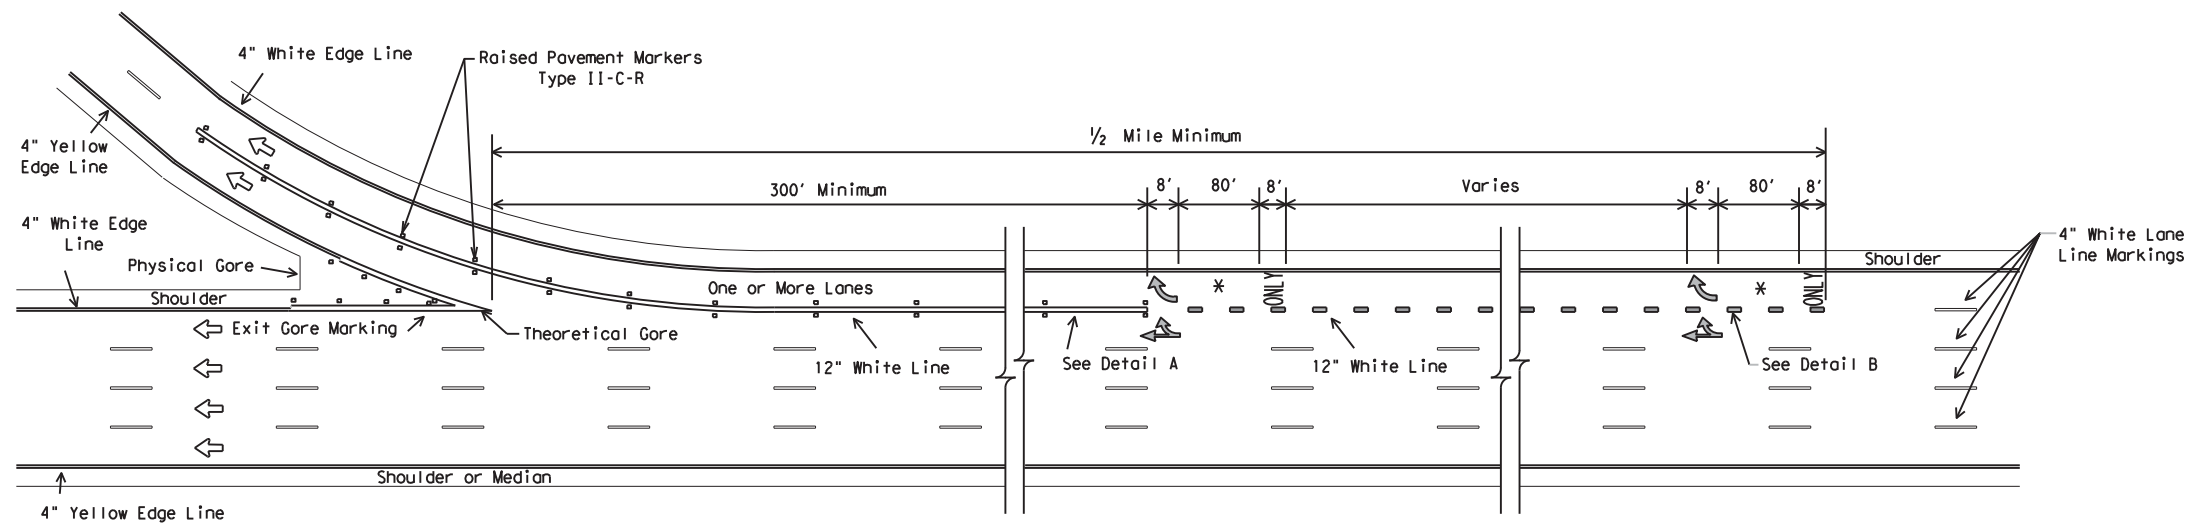 4" White Edge Line
Raised Pavement Markers
Type II-C-R
4" Yellow
Edge Line
½ Mile Minimum
300' Minimum
8'
80'
8'
Varies
8'
80'
8'
4" White Edge
Line
Physical Gore
Shoulder
4" White Lane
Line Markings
Shoulder
One or More Lanes
*
ONLY
*
ONLY
Exit Gore Marking
Theoretical Gore
12" White Line
See Detail A
12" White Line
See Detail B
Shoulder or Median
4" Yellow Edge Line